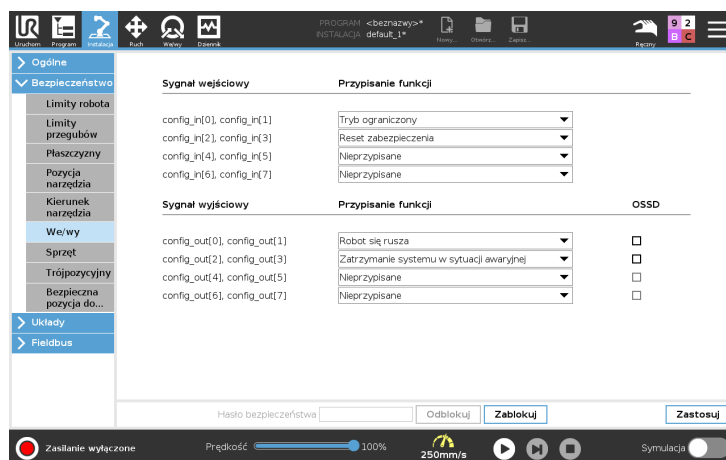 UR
PROGRAM <beznazwy>*
INSTALACJA default_1*
9 2
B C
Uruchom Program Instalacja Ruch We/wy Dziennik Nowy... Otwórz... Zapisz... Ręczny
Ogólne
Bezpieczeństwo
Limity robota
Limity
przegubów
Płaszczyzny
Pozycja
narzędzia
Kierunek
narzędzia
We/wy
Sprzęt
Trójpozycyjny
Bezpieczna
pozycja do...
Układy
Fieldbus
Sygnał wejściowy Przypisanie funkcji
config_in[0], config_in[1] Tryb ograniczony
config_in[2], config_in[3] Reset zabezpieczenia
config_in[4], config_in[5] Nieprzypisane
config_in[6], config_in[7] Nieprzypisane
Sygnał wyjściowy Przypisanie funkcji OSSD
config_out[0], config_out[1] Robot się rusza
config_out[2], config_out[3] Zatrzymanie systemu w sytuacji awaryjnej
config_out[4], config_out[5] Nieprzypisane
config_out[6], config_out[7] Nieprzypisane
Hasło bezpieczeństwa Odblokuj Zablokuj Zastosuj
Zasilanie wyłączone Prędkość 100% 250mm/s Symulacja